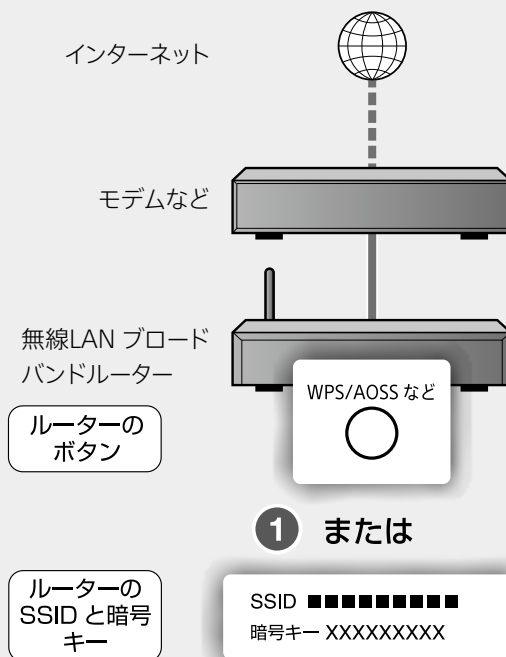 インターネット
モデムなど
無線LAN ブロード
バンドルーター
WPS/AOSS など
ルーターの
ボタン
1 または
ルーターの
SSID と暗号
キー
SSID ■■■■■■■■■
暗号キー XXXXXXXXX